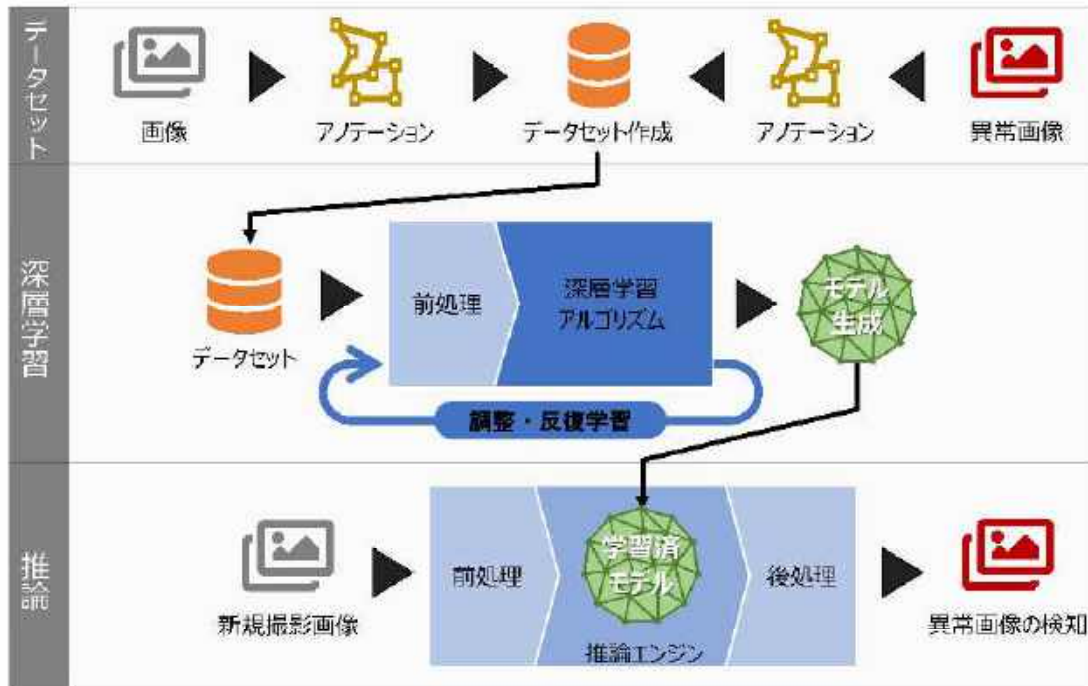 データセット
画像
アノテーション
データセット作成
アノテーション
異常画像
深層学習
データセット
前処理
深層学習
アルゴリズム
モデル
生成
調整・反復学習
推論
新規撮影画像
前処理
学習済
モデル
推論エンジン
後処理
異常画像の検知